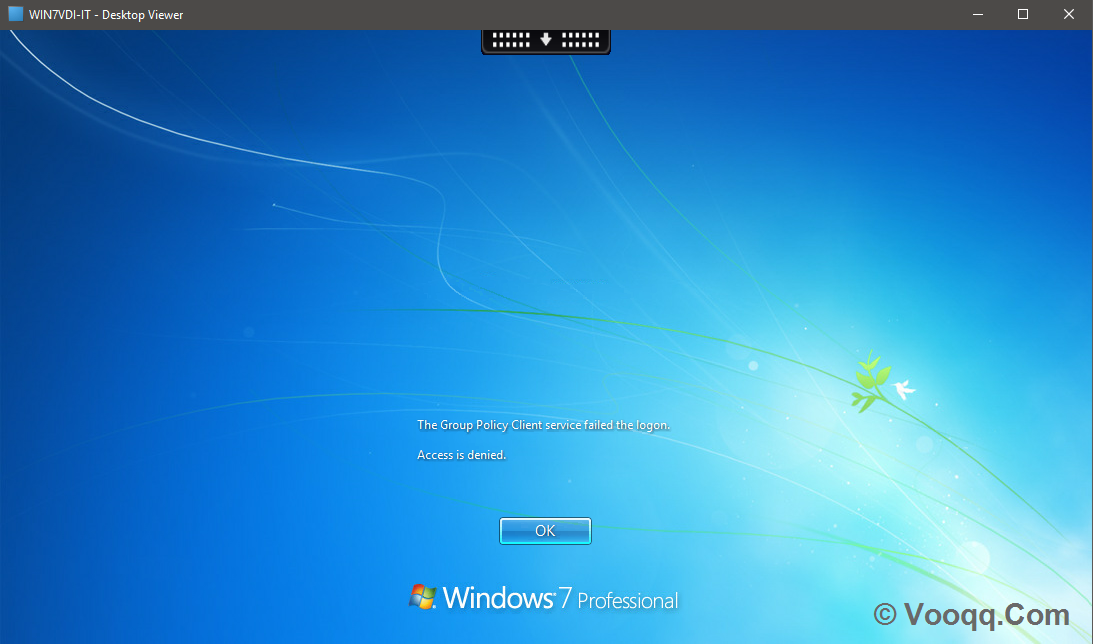 WIN7VDI-IT - Desktop Viewer
The Group Policy Client service failed the logon.
Access is denied.
OK
Windows 7 Professional
© Vooqq.Com